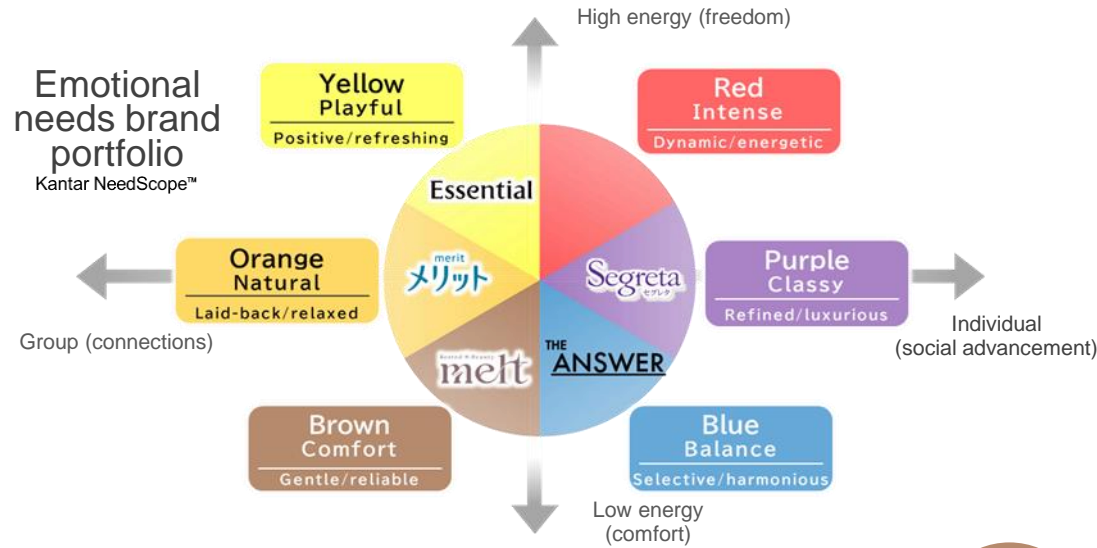 High energy (freedom)
Emotional
needs brand
portfolio
Kantar NeedScope™
Yellow
Playful
Positive/refreshing
Red
Intense
Dynamic/energetic
Essential
Orange
Natural
Laid-back/relaxed
merit
メリット
Segreta
セグレタ
Purple
Classy
Refined/luxurious
Group (connections)
Individual
(social advancement)
melt
THE
ANSWER
Brown
Comfort
Gentle/reliable
Blue
Balance
Selective/harmonious
Low energy
(comfort)